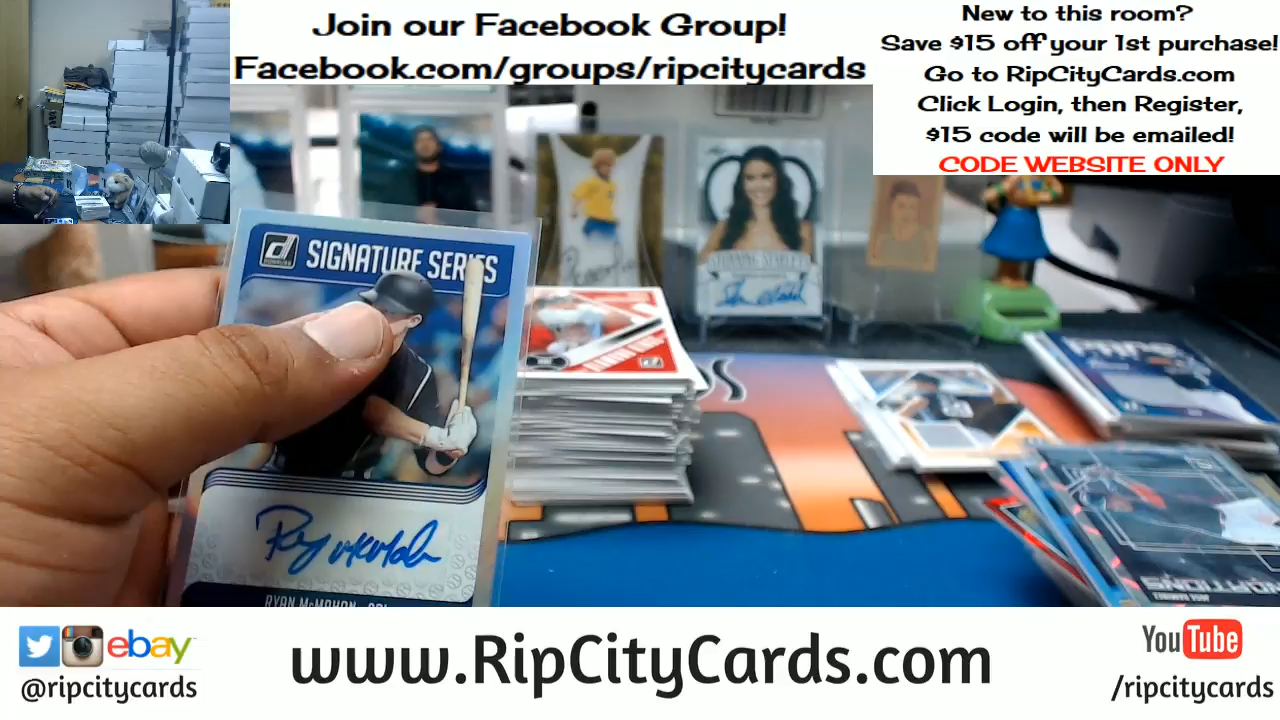 Join our Facebook Group!
Facebook.com/groups/ripcitycards
New to this room?
Save $15 off your 1st purchase!
Go to RipCityCards.com
Click Login, then Register,
$15 code will be emailed!
CODE WEBSITE ONLY
d
SIGNATURE SERIES
RYAN McMAHON
ebay
@ripcitycards
www.RipCityCards.com
YouTube
/ripcitycards